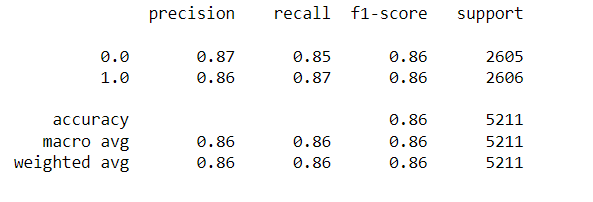 precision recall f1-score support
0.0 0.87 0.85 0.86 2605
1.0 0.86 0.87 0.86 2606
accuracy 0.86 5211
macro avg 0.86 0.86 0.86 5211
weighted avg 0.86 0.86 0.86 5211